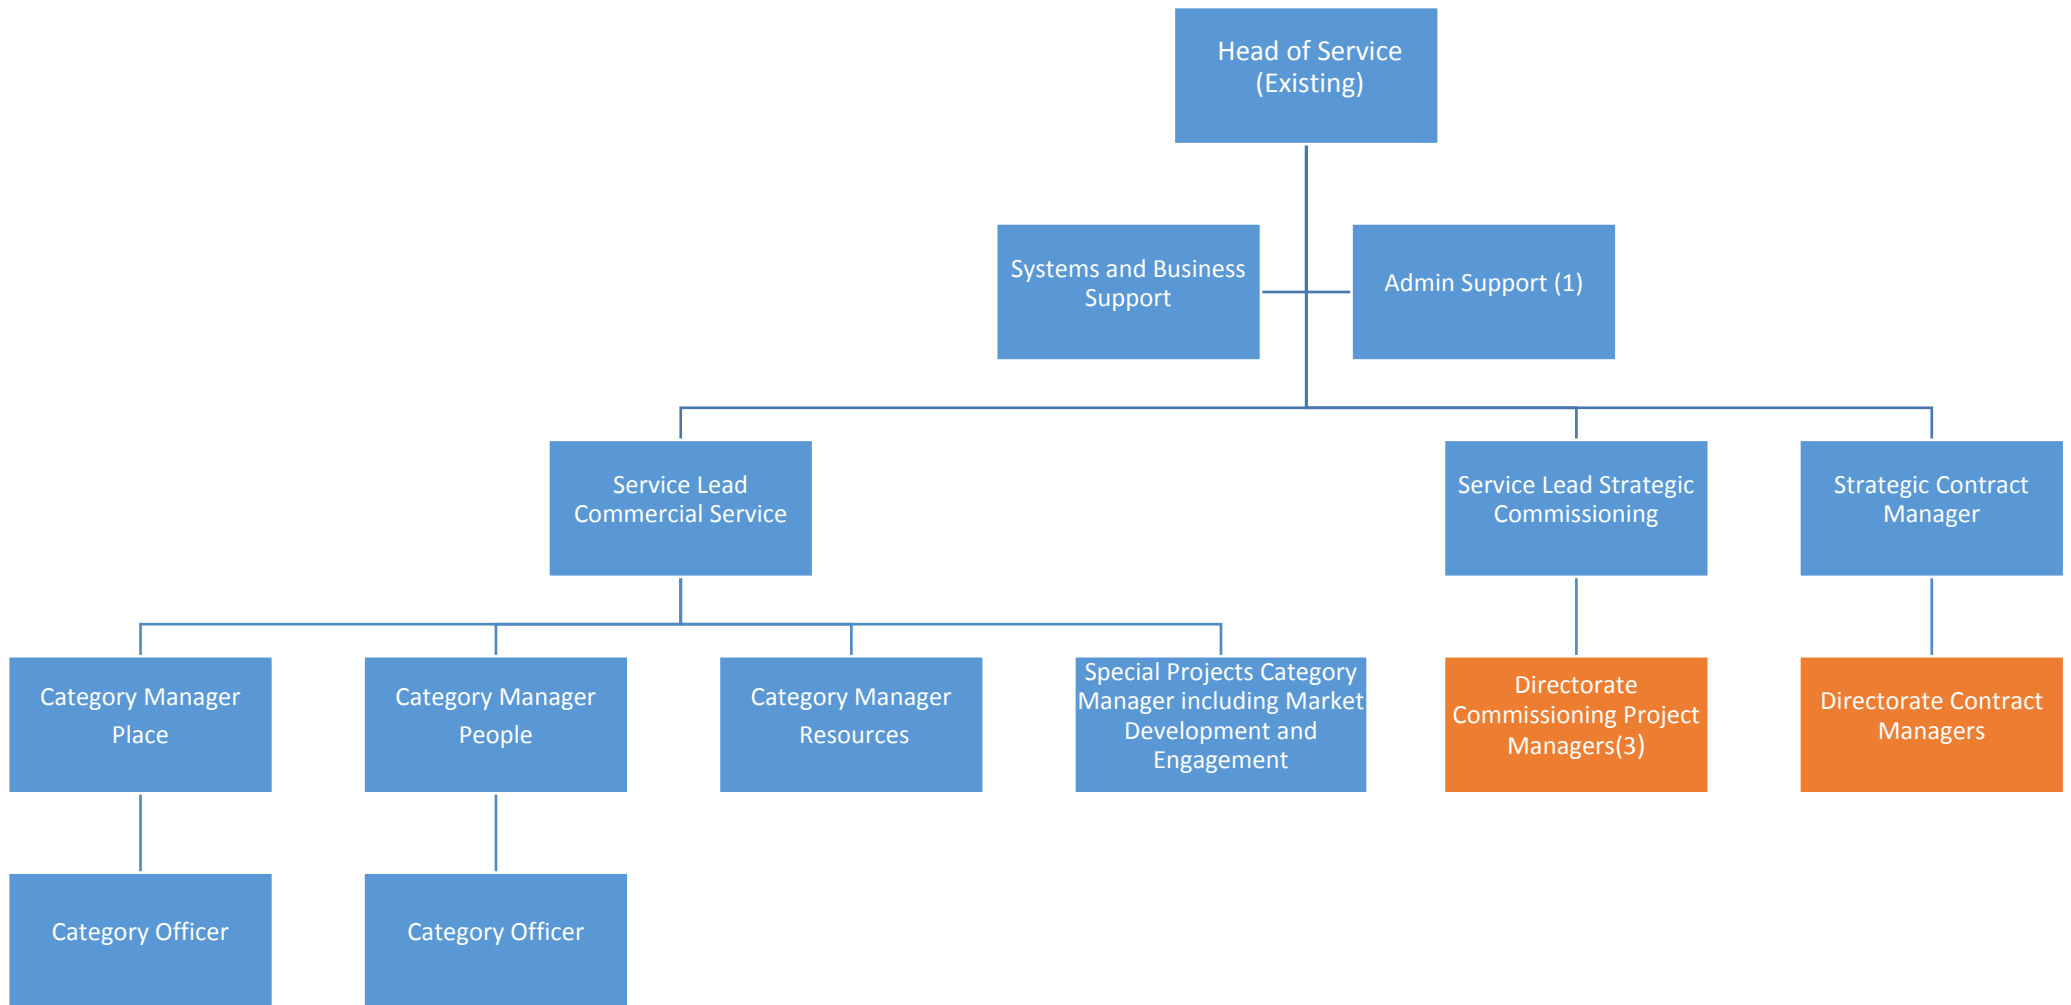 Head of Service
(Existing)
Systems and Business
Support
Admin Support (1)
Service Lead
Commercial Service
Service Lead Strategic
Commissioning
Strategic Contract
Manager
Category Manager
Place
Category Manager
People
Category Manager
Resources
Special Projects Category
Manager including Market
Development and
Engagement
Directorate
Commissioning Project
Managers(3)
Directorate Contract
Managers
Category Officer
Category Officer